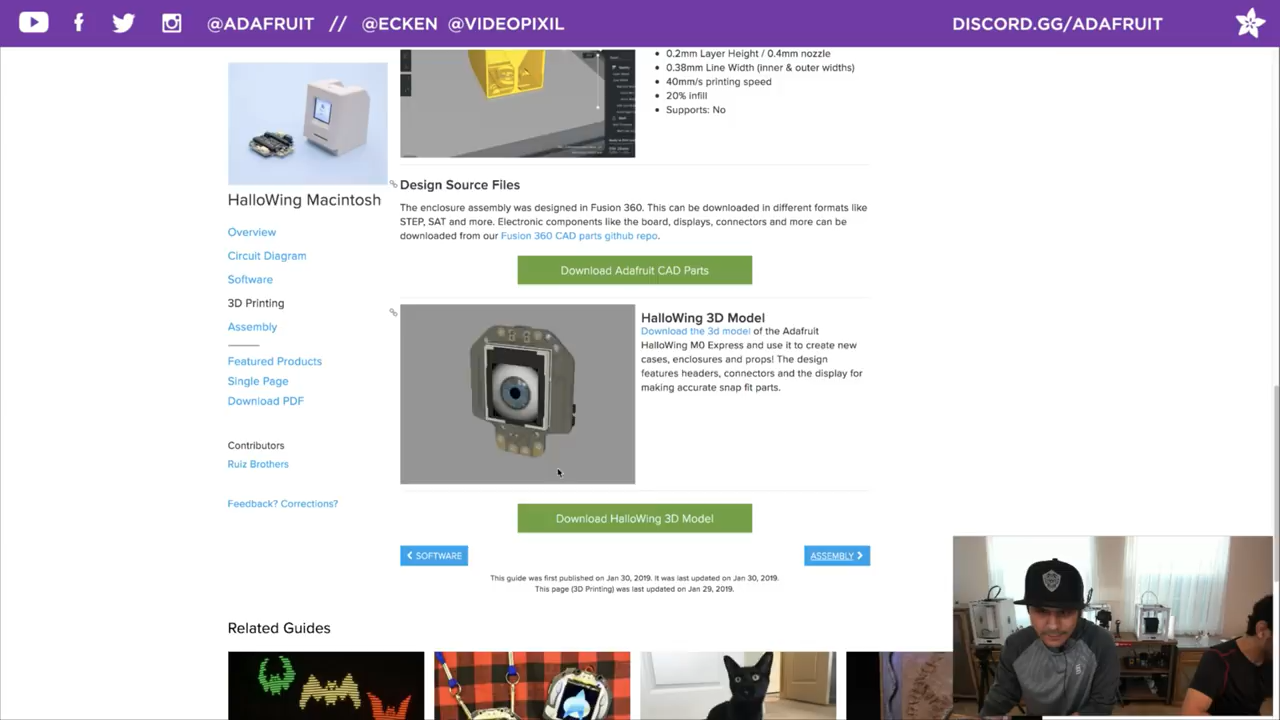 @ADAFRUIT // @ECKEN @VIDEOPIXIL
DISCORD.GG/ADAFRUIT
0.2mm Layer Height / 0.4mm nozzle
0.38mm Line Width (inner & outer widths)
40mm/s printing speed
20% infill
Supports: No
HalloWing Macintosh
Overview
Circuit Diagram
Software
3D Printing
Assembly
Featured Products
Single Page
Download PDF
Contributors
Ruiz Brothers
Feedback? Corrections?
Design Source Files
The enclosure assembly was designed in Fusion 360. This can be downloaded in different formats like
STEP, SAT and more. Electronic components like the board, displays, connectors and more can be
downloaded from our Fusion 360 CAD parts github repo.
Download Adafruit CAD Parts
HalloWing 3D Model
Download the 3d model of the Adafruit
HalloWing M0 Express and use it to create new
cases, enclosures and props! The design
features headers, connectors and the display for
making accurate snap fit parts.
Download HalloWing 3D Model
SOFTWARE
ASSEMBLY
This guide was first published on Jan 30, 2019. It was last updated on Jan 30, 2019.
This page (3D Printing) was last updated on Jan 29, 2019.
Related Guides